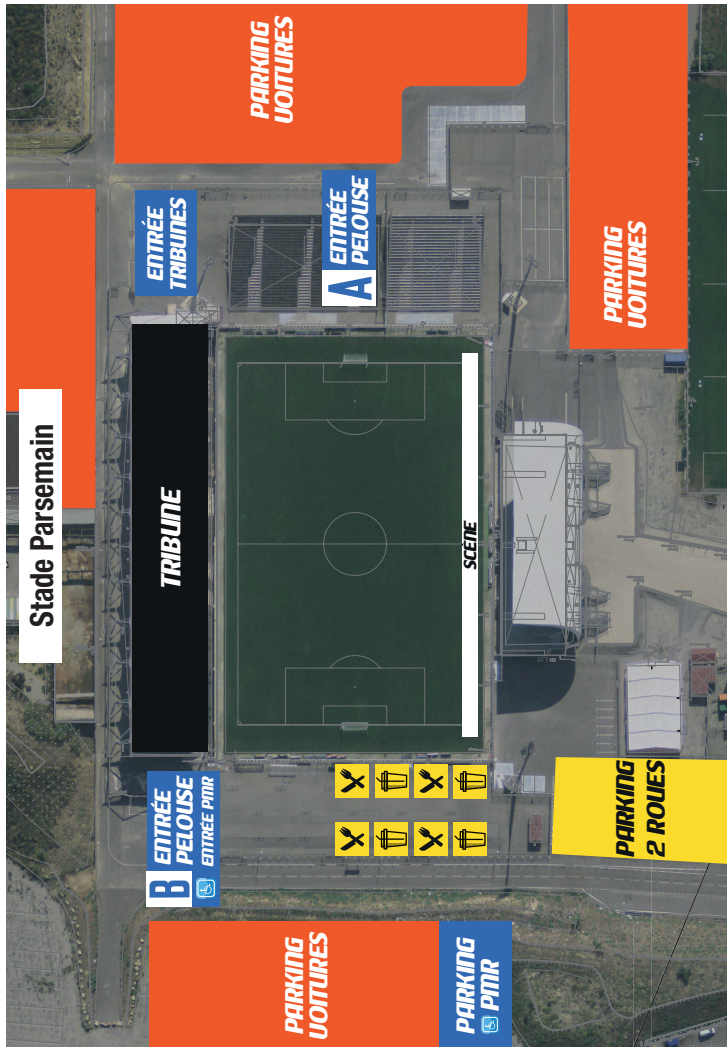 PARKING
VOITURES
PARKING
VOITURES
ENTRÉE
TRIBUNES
A ENTRÉE
PELOUSE
Stade Parsemain
TRIBUNE
SCÈNE
B ENTRÉE
PELOUSE
ENTRÉE PMR
PARKING
2 ROUES
PARKING
VOITURES
PARKING
PMR